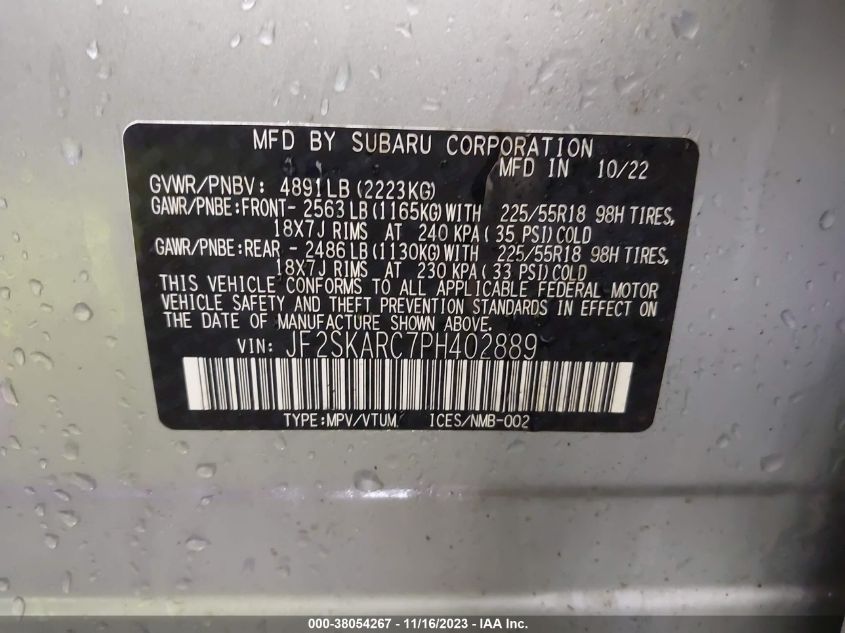 MFD BY SUBARU CORPORATION
MFD IN 10/22
GVWR/PNBV: 4891LB (2223KG)
GAWR/PNBE:FRONT- 2563 LB (1165KG) WITH 225/55R18 98H TIRES,
18X7J RIMS AT 240 KPA ( 35 PSI) COLD
GAWR/PNBE:REAR - 2486 LB (1130KG) WITH 225/55R18 98H TIRES,
18X7J RIMS AT 230 KPA ( 33 PSI) COLD
THIS VEHICLE CONFORMS TO ALL APPLICABLE FEDERAL MOTOR
VEHICLE SAFETY AND THEFT PREVENTION STANDARDS IN EFFECT ON
THE DATE OF MANUFACTURE SHOWN ABOVE.
VIN: JF2SKARC7PH402889
TYPE:MPV/VTUM ICES/NMB-002
000-38054267 - 11/16/2023 - IAA Inc.